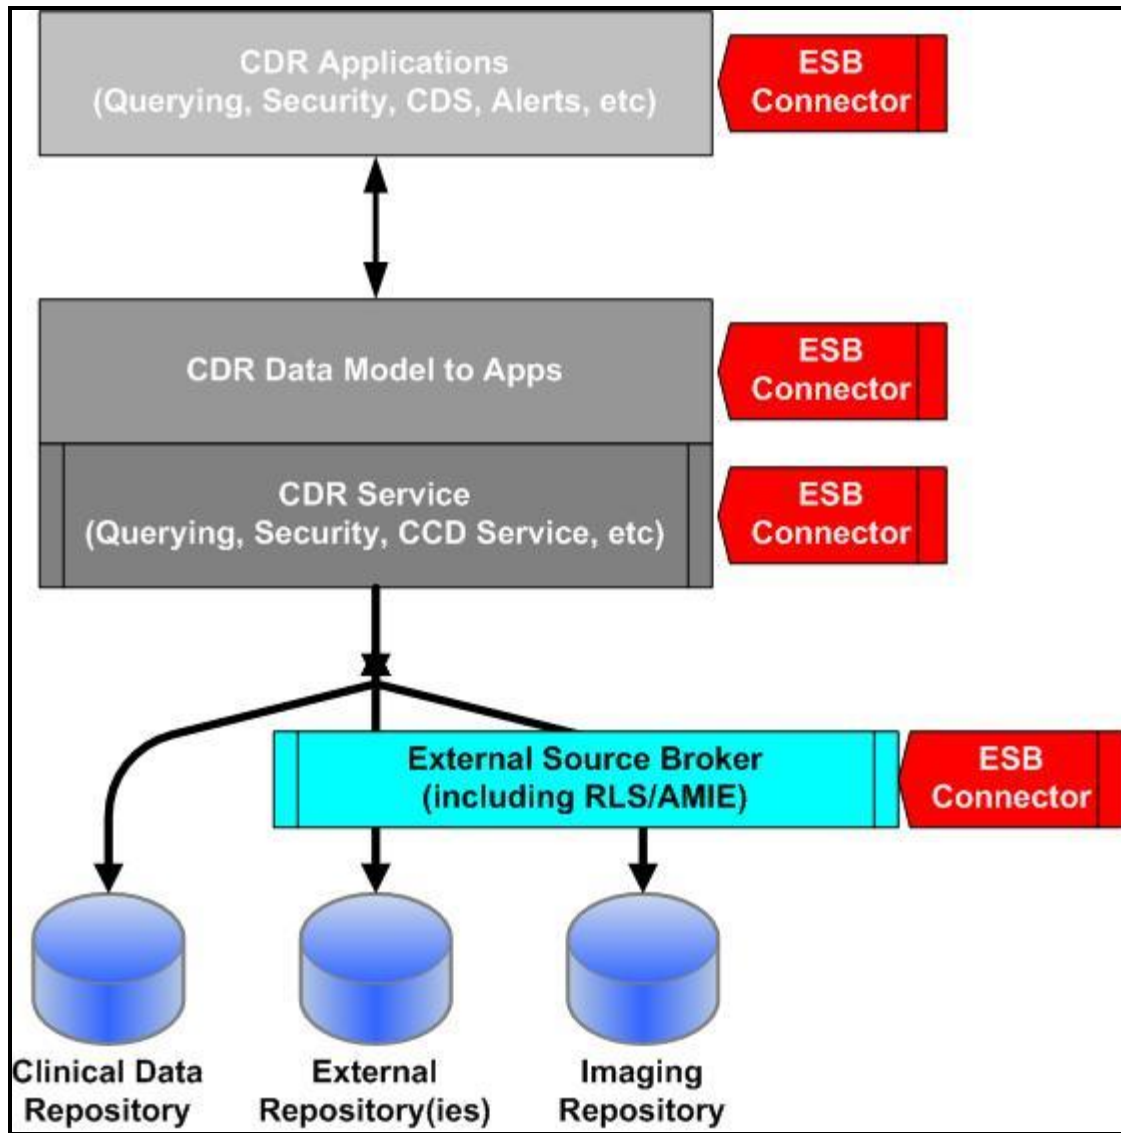 CDR Applications
(Querying, Security, CDS, Alerts, etc)
ESB
Connector
CDR Data Model to Apps
ESB
Connector
CDR Service
(Querying, Security, CCD Service, etc)
ESB
Connector
External Source Broker
(including RLS/AMIE)
ESB
Connector
Clinical Data
Repository
External
Repository(ies)
Imaging
Repository